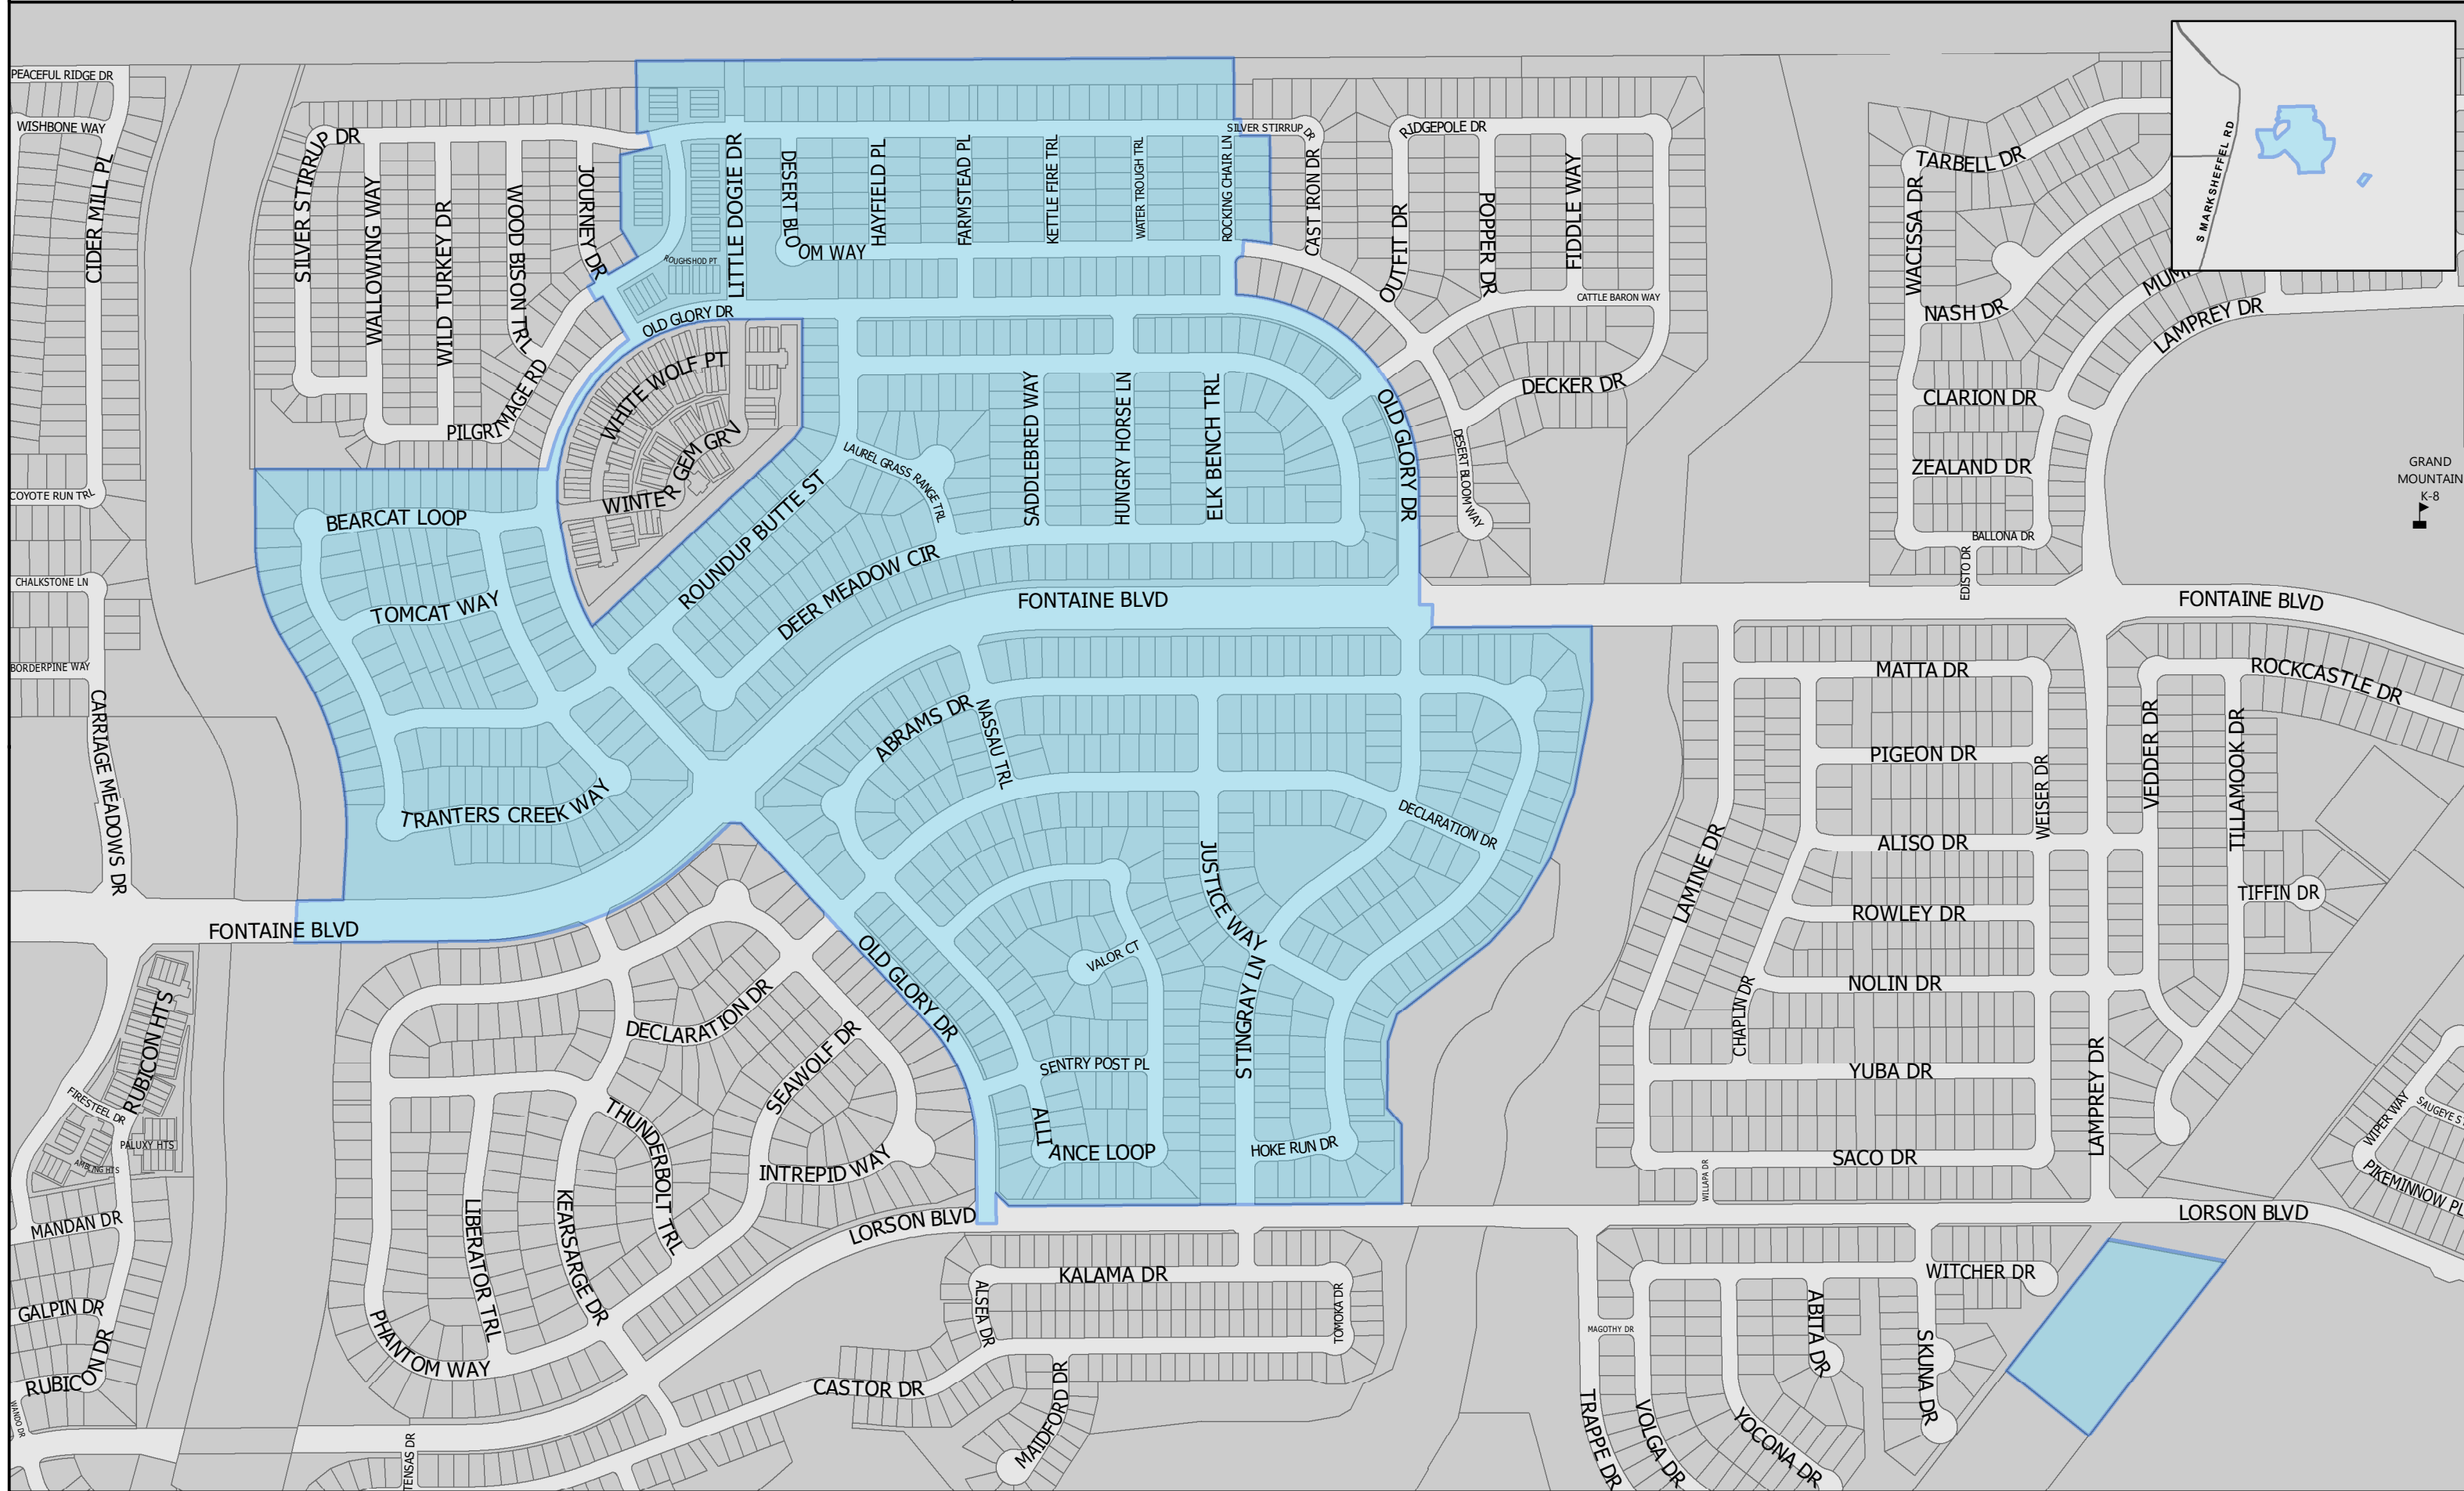 PEACEFUL RIDGE DR
WISHBONE WAY
CIDER MILL PL
COYOTE RUN TRL
CHALKSTONE LN
BORDERPINE WAY
CARRIAGE MEADOWS DR
SILVER STIRRUP DR
WALLOWING WAY
WILD TURKEY DR
WOOD BISON TRL
JOURNEY DR
PILGRIMAGE RD
LITTLE DOGIE DR
ROUGHSHOD PT
OLD GLORY DR
DESERT BLOOM WAY
HAYFIELD PL
FARMSTEAD PL
KETTLE FIRE TRL
WATER TROUGH TRL
ROCKING CHAIR LN
SILVER STIRRUP DR
CAST IRON DR
RIDGEPOLE DR
OUTFIT DR
POPPER DR
FIDDLE WAY
CATTLE BARON WAY
DECKER DR
DESERT BLOOM WAY
OLD GLORY DR
WHITE WOLF PT
WINTER GEM GRV
ROUNDUP BUTTE ST
LAUREL GRASS RANGE TRL
DEER MEADOW CIR
SADDLEBRED WAY
HUNGRY HORSE LN
ELK BENCH TRL
FONTAINE BLVD
BEARCAT LOOP
TOMCAT WAY
TRANTERS CREEK WAY
FONTAINE BLVD
ABRAMS DR
NASSAU TRL
DECLARATION DR
JUSTICE WAY
STINGRAY LN
VALOR CT
SENTRY POST PL
ALLIANCE LOOP
HOKE RUN DR
OLD GLORY DR
TARBELL DR
WACISSA DR
NASH DR
LAMPREY DR
CLARION DR
ZEALAND DR
BALLONA DR
EDISTO DR
S MARKSHEFFEL RD
GRAND
MOUNTAIN
K-8
FONTAINE BLVD
ROCKCASTLE DR
MATTA DR
PIGEON DR
WEISER DR
VEDDER DR
TILLAMOOK DR
ALISO DR
TIFFIN DR
ROWLEY DR
LAMINE DR
NOLIN DR
CHAPLIN DR
YUBA DR
LAMPREY DR
SACO DR
WILLAPA DR
WIPER WAY
PIKEMINNOW PL
LORSON BLVD
RUBICON HTS
FIRESTEEL DR
PALUXY HTS
AMBLING HTS
MANDAN DR
GALPIN DR
RUBICON DR
WANDO DR
DECLARATION DR
SEAWOLF DR
THUNDERBOLT TRL
INTREPID WAY
LIBERATOR TRL
KEARSARGE DR
PHANTOM WAY
LORSON BLVD
TENSAS DR
KALAMA DR
ALSEA DR
TOMOKA DR
CASTOR DR
MAIDFORD DR
WITCHER DR
MAGOTHY DR
ABITA DR
SKUNA DR
TRAPPE DR
VOLGA DR
YOCONA DR